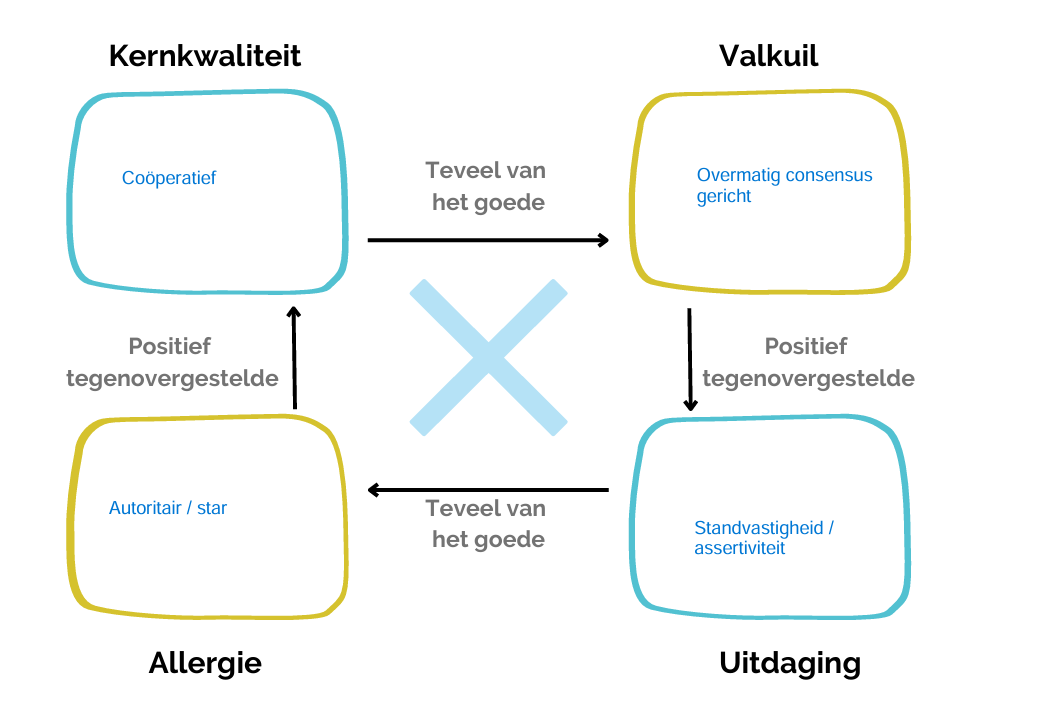 Kernkwaliteit
Valkuil
Coöperatief
Teveel van
het goede
Overmatig consensus
gericht
Positief
tegenovergestelde
Positief
tegenovergestelde
Autoritair / star
Teveel van
het goede
Standvastigheid /
assertiviteit
Allergie
Uitdaging